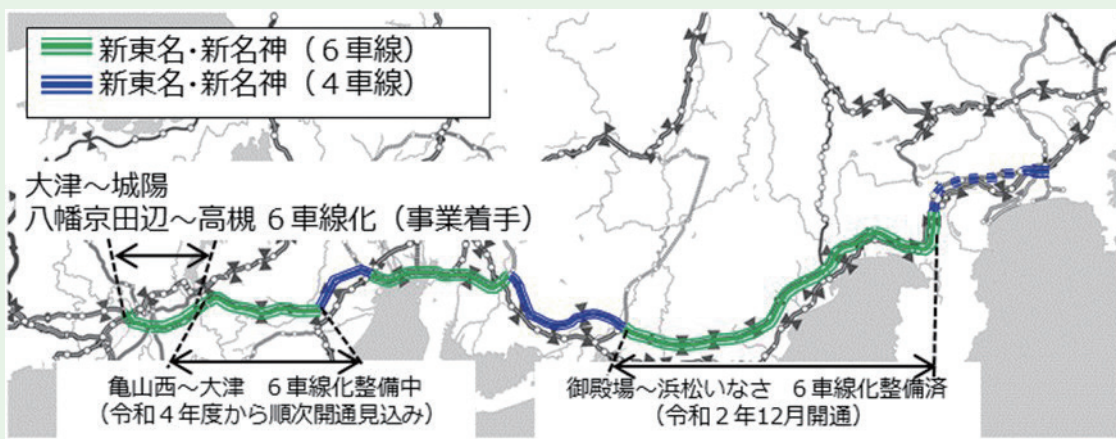 新東名・新名神（６車線）
新東名・新名神（４車線）
大津～城陽
八幡京田辺～高槻 ６車線化（事業着手）
亀山西～大津　６車線化整備中
（令和４年度から順次開通見込み）
御殿場～浜松いなさ　６車線化整備済
（令和２年12月開通）